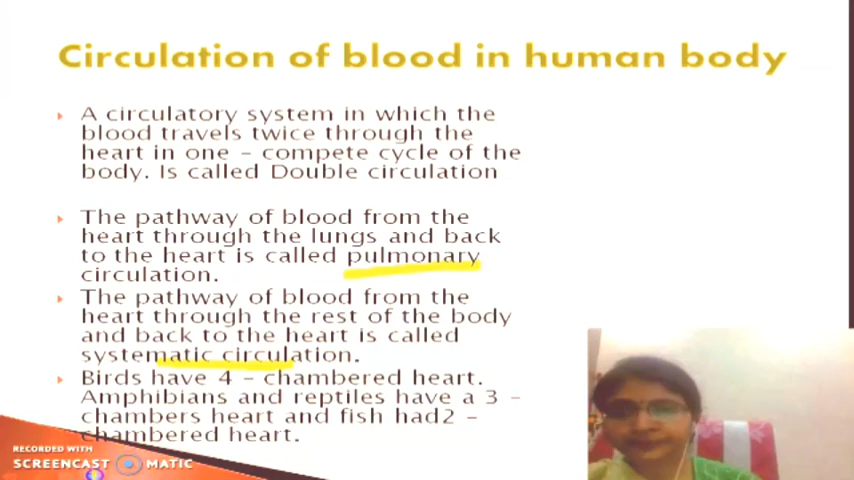 Circulation of blood in human body
A circulatory system in which the
blood travels twice through the
heart in one – compete cycle of the
body. Is called Double circulation
The pathway of blood from the
heart through the lungs and back
to the heart is called pulmonary
circulation.
The pathway of blood from the
heart through the rest of the body
and back to the heart is called
systematic circulation.
Birds have 4 – chambered heart.
Amphibians and reptiles have a 3 –
chambers heart and fish had2 –
chambered heart.
RECORDED WITH
SCREENCAST MATIC